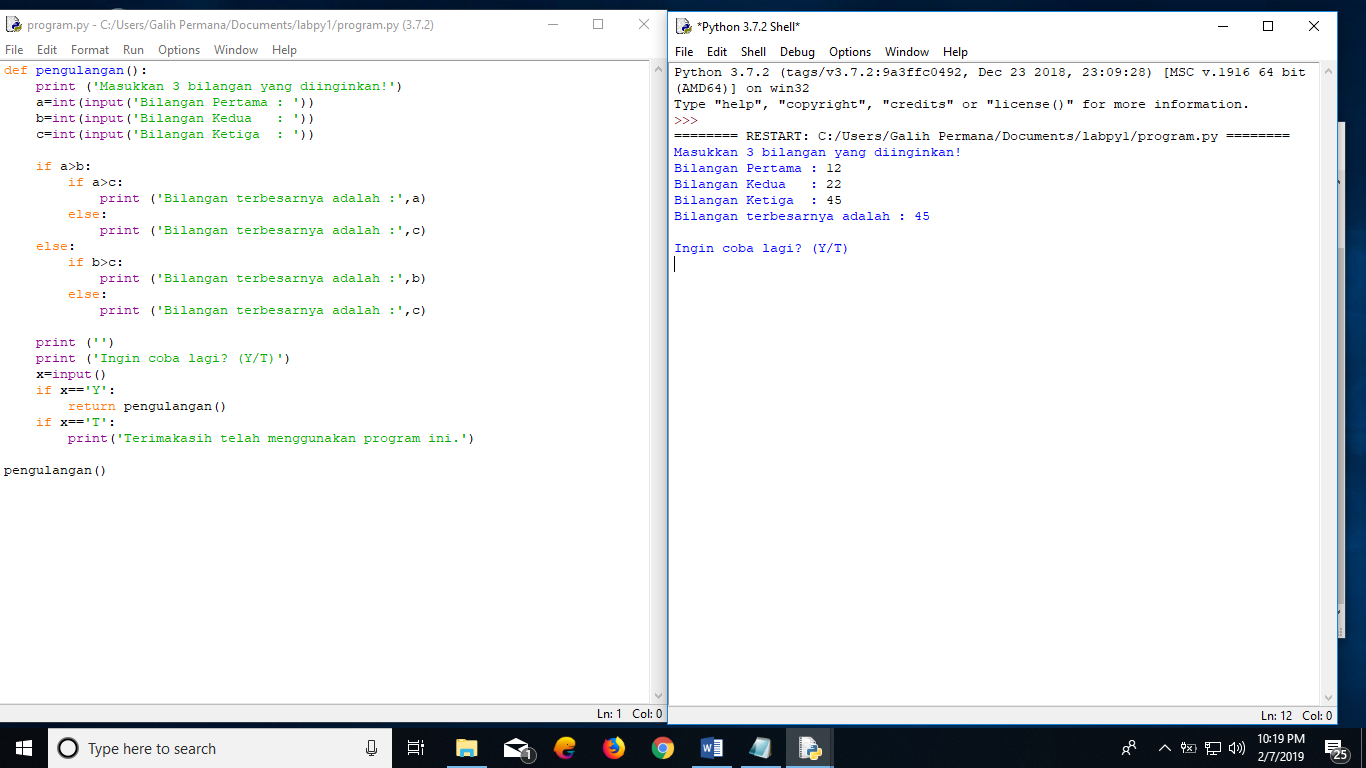 program.py - C:/Users/Galih Permana/Documents/labpy1/program.py (3.7.2)
File Edit Format Run Options Window Help
def pengulangan():
    print ('Masukkan 3 bilangan yang diinginkan!')
    a=int(input('Bilangan Pertama : '))
    b=int(input('Bilangan Kedua   : '))
    c=int(input('Bilangan Ketiga  : '))
    if a>b:
        if a>c:
            print ('Bilangan terbesarnya adalah :',a)
        else:
            print ('Bilangan terbesarnya adalah :',c)
    else:
        if b>c:
            print ('Bilangan terbesarnya adalah :',b)
        else:
            print ('Bilangan terbesarnya adalah :',c)
    print ('')
    print ('Ingin coba lagi? (Y/T)')
    x=input()
    if x=='Y':
        return pengulangan()
    if x=='T':
        print('Terimakasih telah menggunakan program ini.')
pengulangan()
Ln: 1 Col: 0
*Python 3.7.2 Shell*
File Edit Shell Debug Options Window Help
Python 3.7.2 (tags/v3.7.2:9a3ffc0492, Dec 23 2018, 23:09:28) [MSC v.1916 64 bit
(AMD64)] on win32
Type "help", "copyright", "credits" or "license()" for more information.
>>>
======== RESTART: C:/Users/Galih Permana/Documents/labpy1/program.py ========
Masukkan 3 bilangan yang diinginkan!
Bilangan Pertama : 12
Bilangan Kedua   : 22
Bilangan Ketiga  : 45
Bilangan terbesarnya adalah : 45
Ingin coba lagi? (Y/T)
Ln: 12 Col: 0
Type here to search
1
10:19 PM
2/7/2019
25